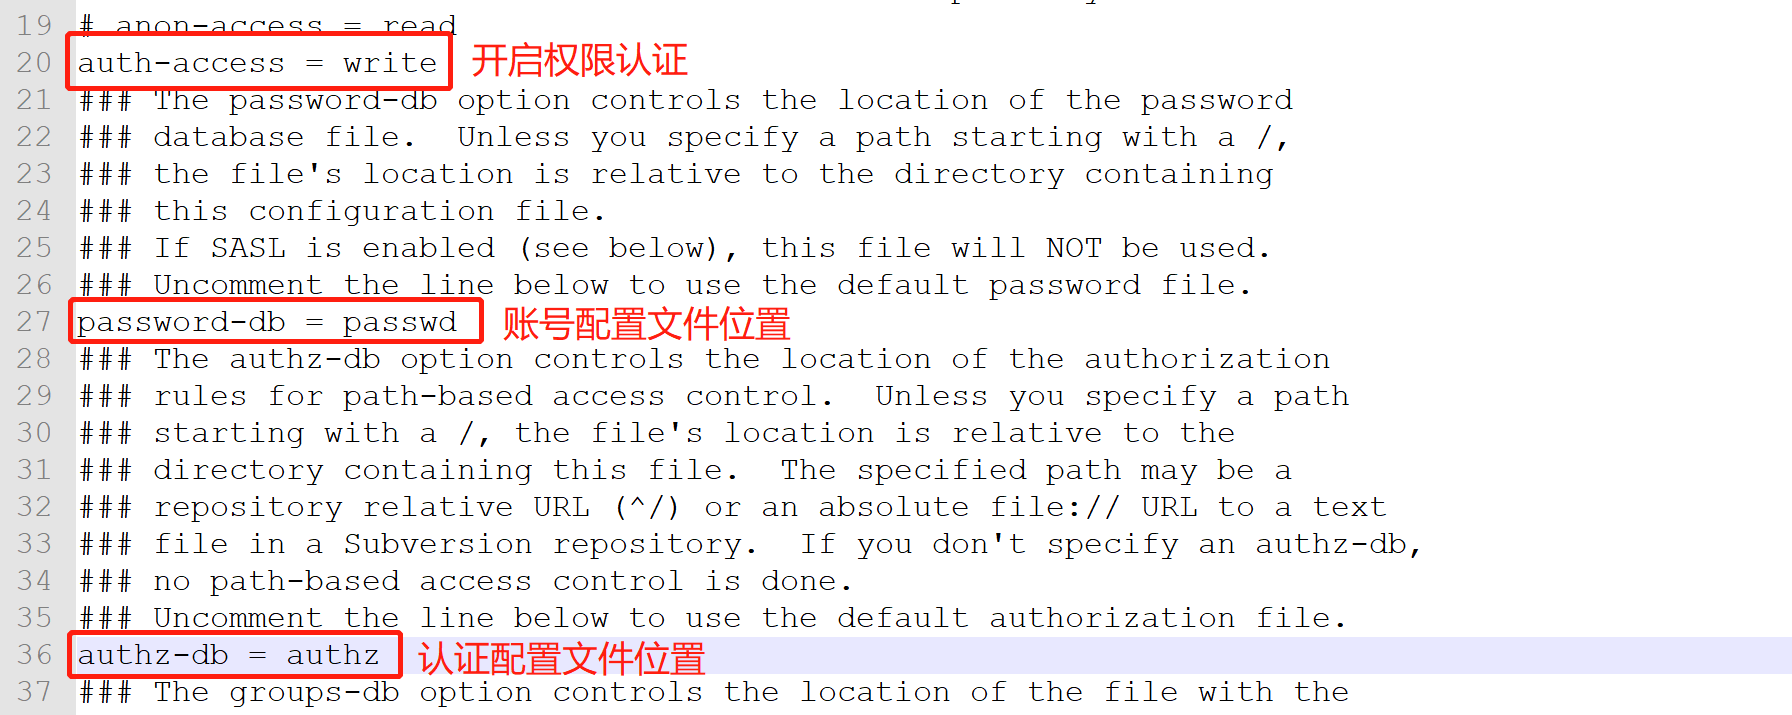 19 # anon-access = read
20 auth-access = write 开启权限认证
21 ### The password-db option controls the location of the password
22 ### database file.  Unless you specify a path starting with a /,
23 ### the file's location is relative to the directory containing
24 ### this configuration file.
25 ### If SASL is enabled (see below), this file will NOT be used.
26 ### Uncomment the line below to use the default password file.
27 password-db = passwd 账号配置文件位置
28 ### The authz-db option controls the location of the authorization
29 ### rules for path-based access control.  Unless you specify a path
30 ### starting with a /, the file's location is relative to the
31 ### directory containing this file.  The specified path may be a
32 ### repository relative URL (^/) or an absolute file:// URL to a text
33 ### file in a Subversion repository.  If you don't specify an authz-db,
34 ### no path-based access control is done.
35 ### Uncomment the line below to use the default authorization file.
36 authz-db = authz 认证配置文件位置
37 ### The groups-db option controls the location of the file with the